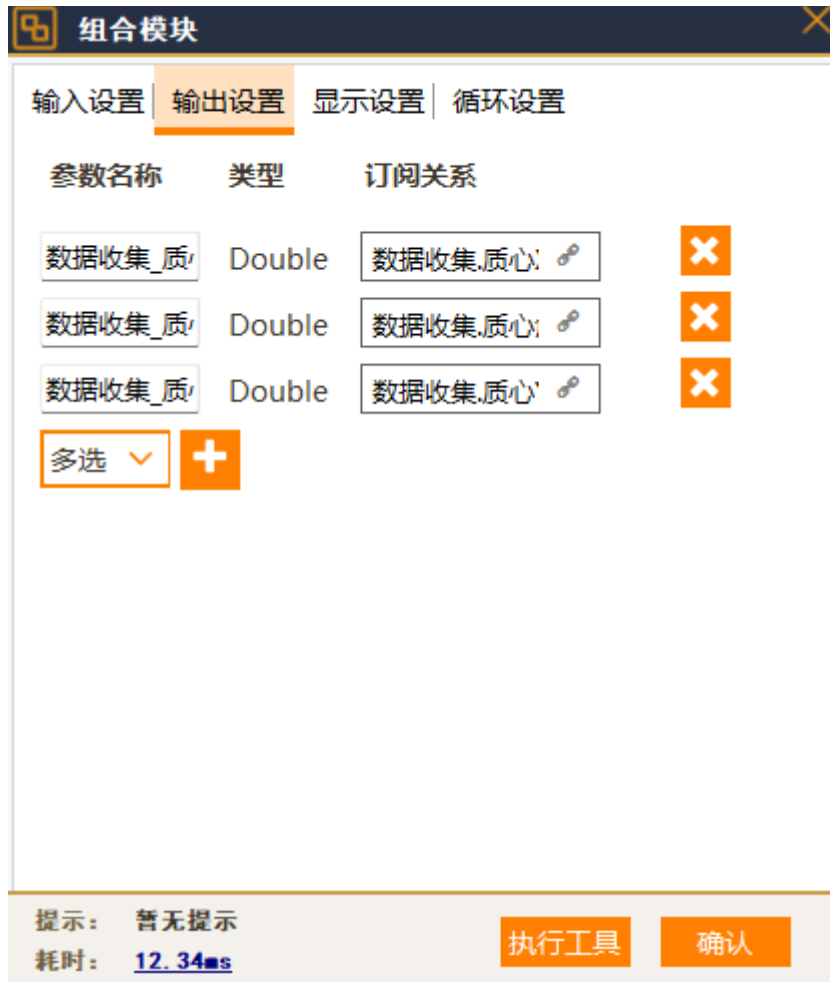 组合模块
输入设置 输出设置 显示设置 循环设置
参数名称 类型 订阅关系
数据收集_质 Double 数据收集.质心
数据收集_质 Double 数据收集.质心
数据收集_质 Double 数据收集.质心
多选
提示： 暂无提示
耗时： 12.34ms
执行工具 确认